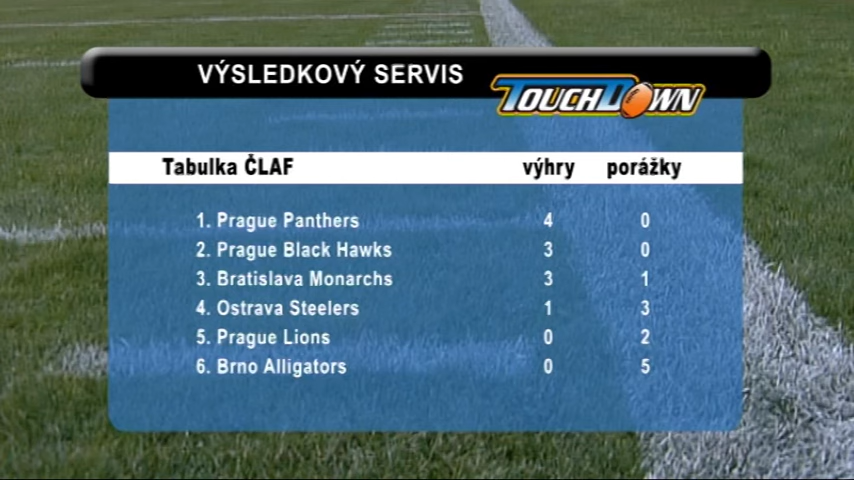 VÝSLEDKOVÝ SERVIS
TOUCHDOWN
Tabulka ČLAF výhry porážky
1. Prague Panthers 4 0
2. Prague Black Hawks 3 0
3. Bratislava Monarchs 3 1
4. Ostrava Steelers 1 3
5. Prague Lions 0 2
6. Brno Alligators 0 5